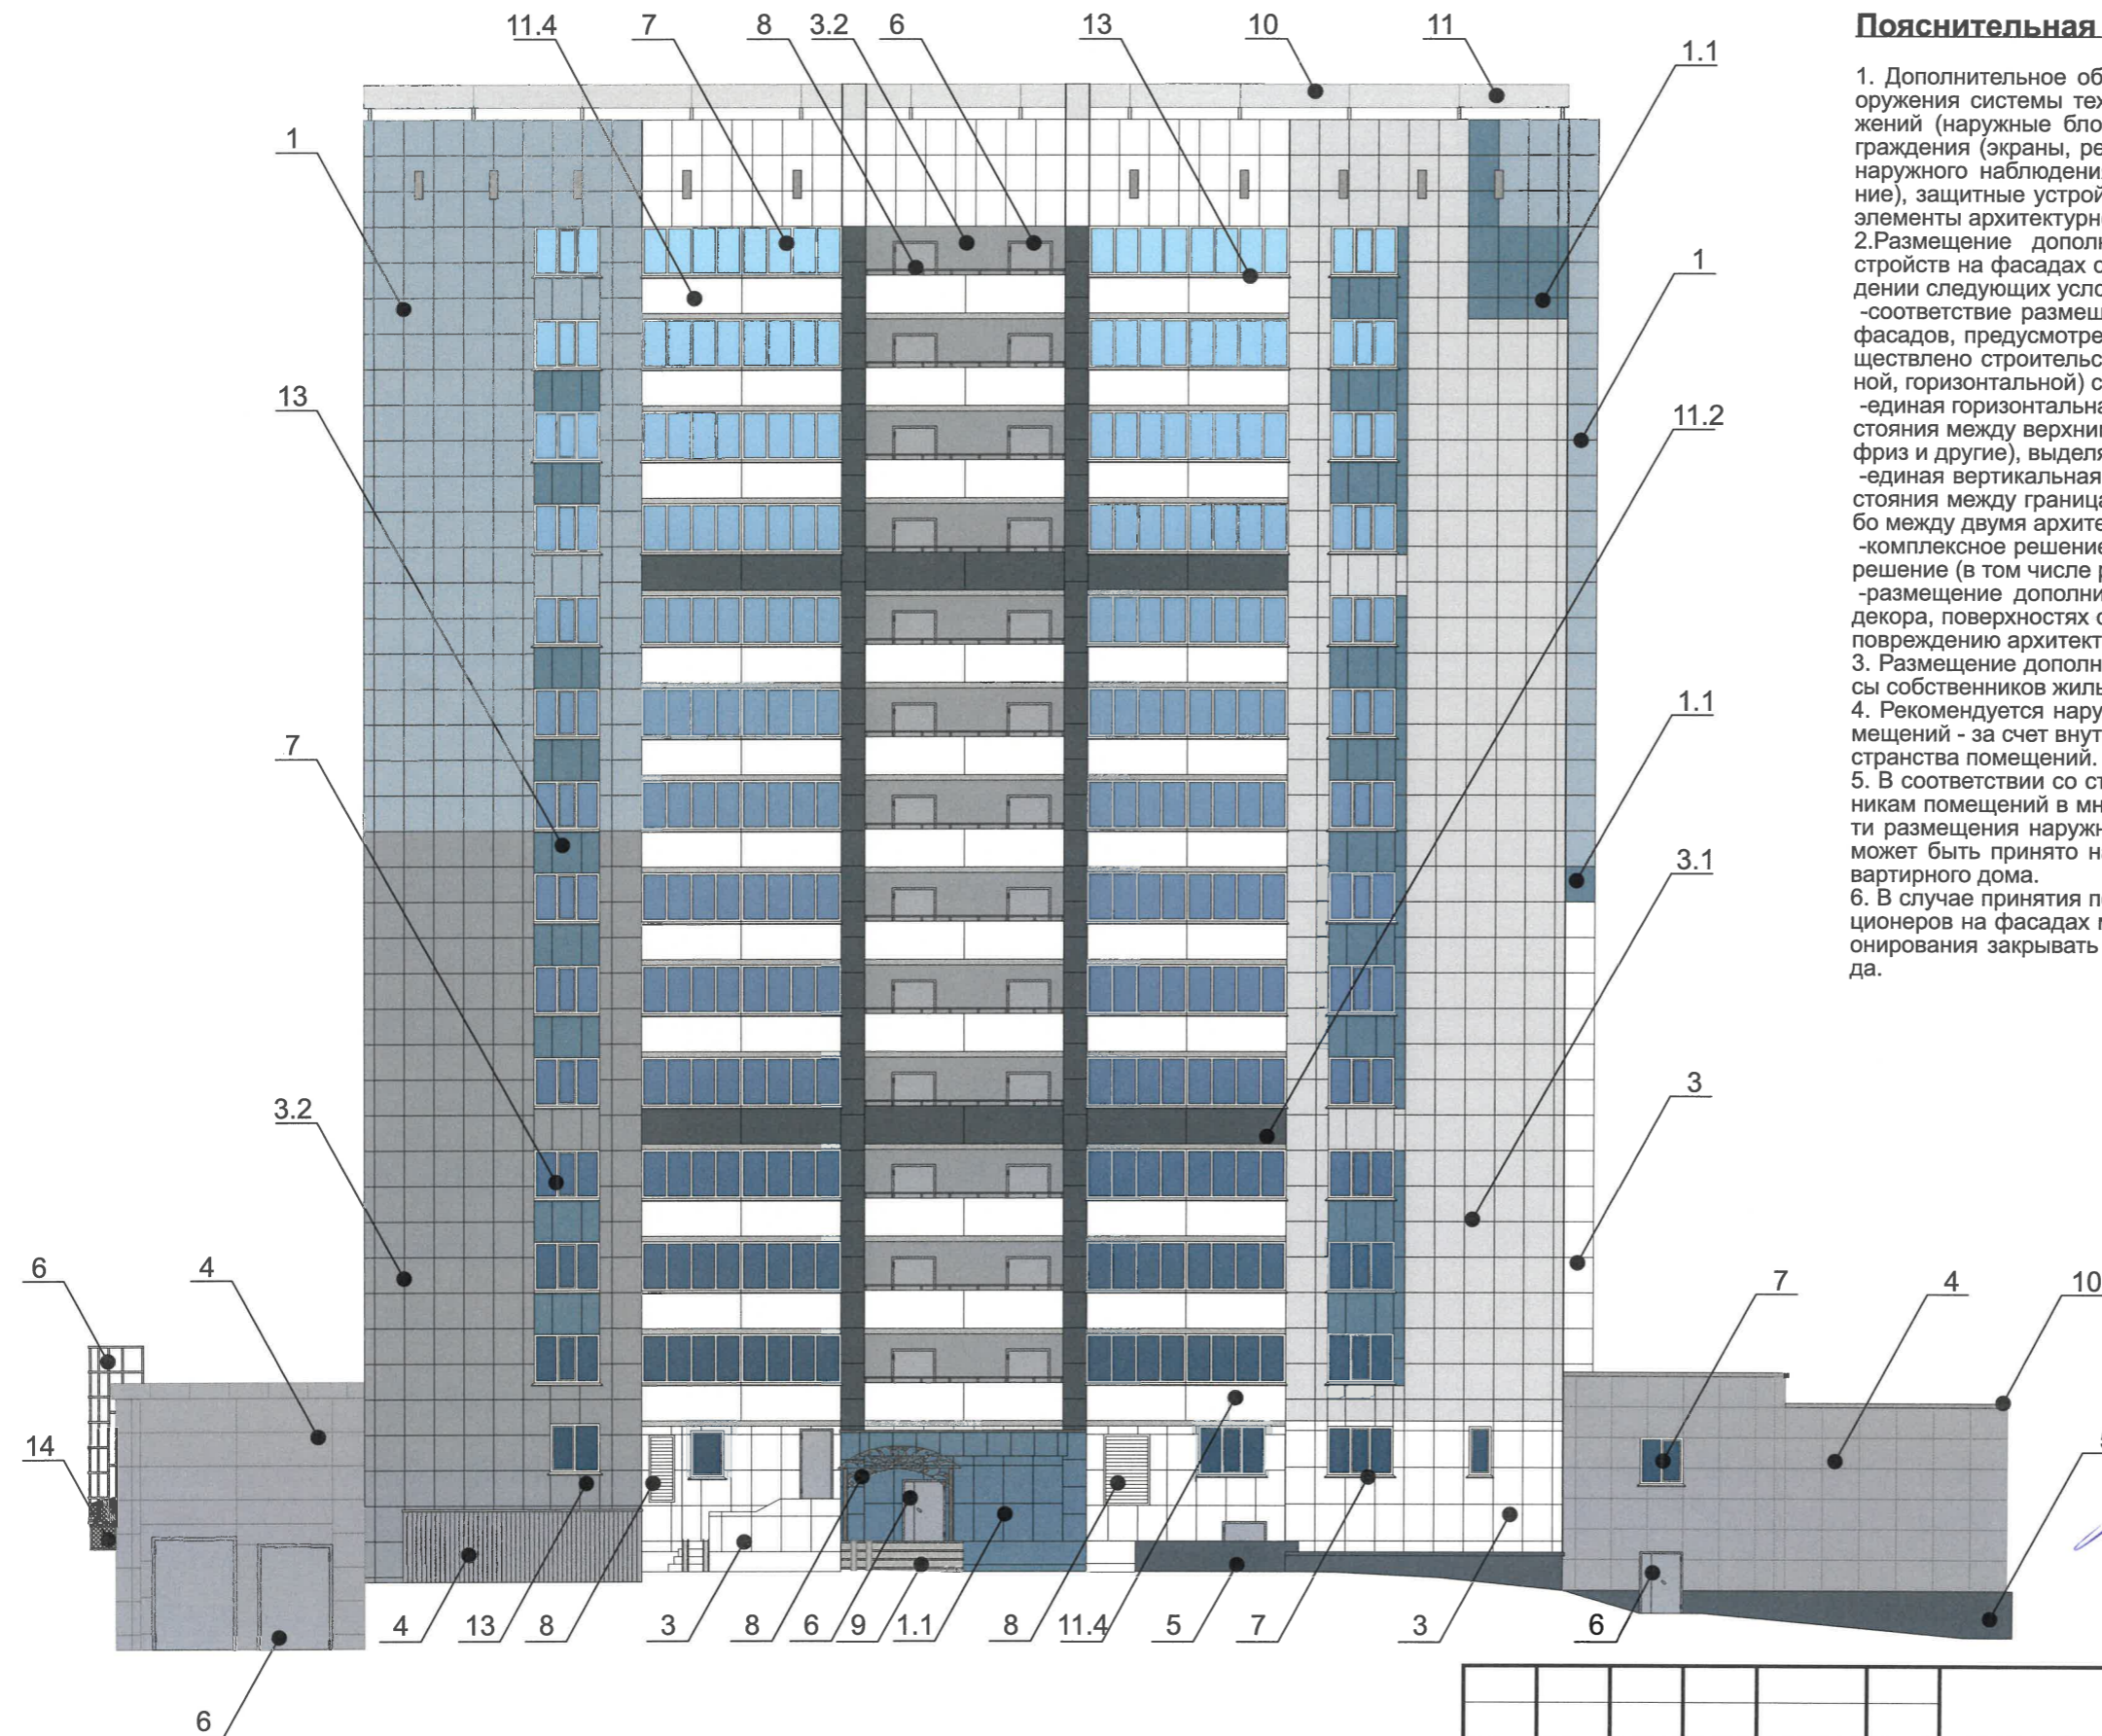 11.4 7 8 3.2 6 13 10 11
1.1
1
13
7
3.2
6 4
14
1
11.2
1.1
3.1
3
7 4 10
4 13 8 3 8 6 9 1.1 8 11.4 5 7 3 6
6
Пояснительная
1. Дополнительное об
оружения системы тех
жений (наружные бло
граждения (экраны, ре
наружного наблюдения
ние), защитные устрой
элементы архитектурн
2.Размещение дополн
стройств на фасадах о
дении следующих усло
-соответствие размещ
фасадов, предусмотре
ществлено строительс
ной, горизонтальной) с
-единая горизонтальна
стояния между верхни
фриз и другие), выделя
-единая вертикальная
стояния между граница
бо между двумя архите
-комплексное решение
решение (в том числе р
-размещение дополни
декора, поверхностях о
повреждению архитект
3. Размещение дополн
сы собственников жилы
4. Рекомендуется нару
мещений - за счет внут
странства помещений.
5. В соответствии со ст
никам помещений в мн
ти размещения наружн
может быть принято на
вартирного дома.
6. В случае принятия по
ционеров на фасадах м
онирования закрывать
да.